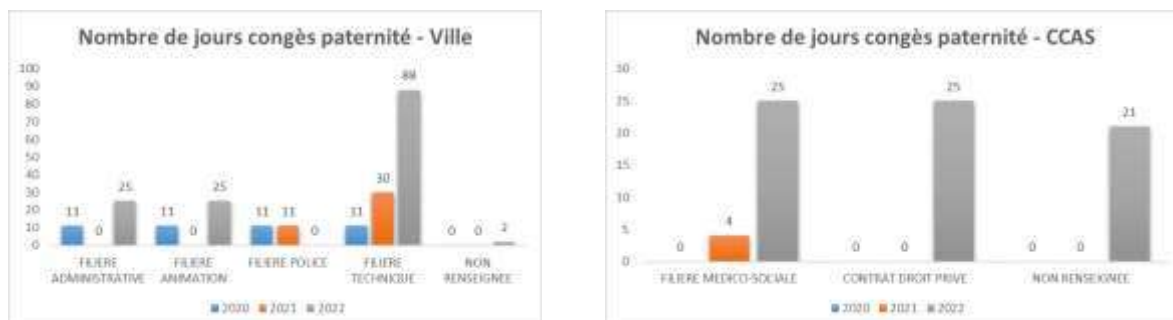 Nombre de jours congès paternité - Ville
100
90
80
70
60
50
40
30
20
10
0
11 0 25
11 0 25
11 11 0
11 30 88
0 0 2
FILIERE ADMINISTRATIVE
FILIERE ANIMATION
FILIERE POLICE
FILIERE TECHNIQUE
NON RENSEIGNEE
2020 2021 2022
Nombre de jours congès paternité - CCAS
30
25
20
15
10
5
0
0 4 25
0 0 25
0 0 21
FILIERE MEDICO-SOCIALE
CONTRAT DROIT PRIVE
NON RENSEIGNEE
2020 2021 2022